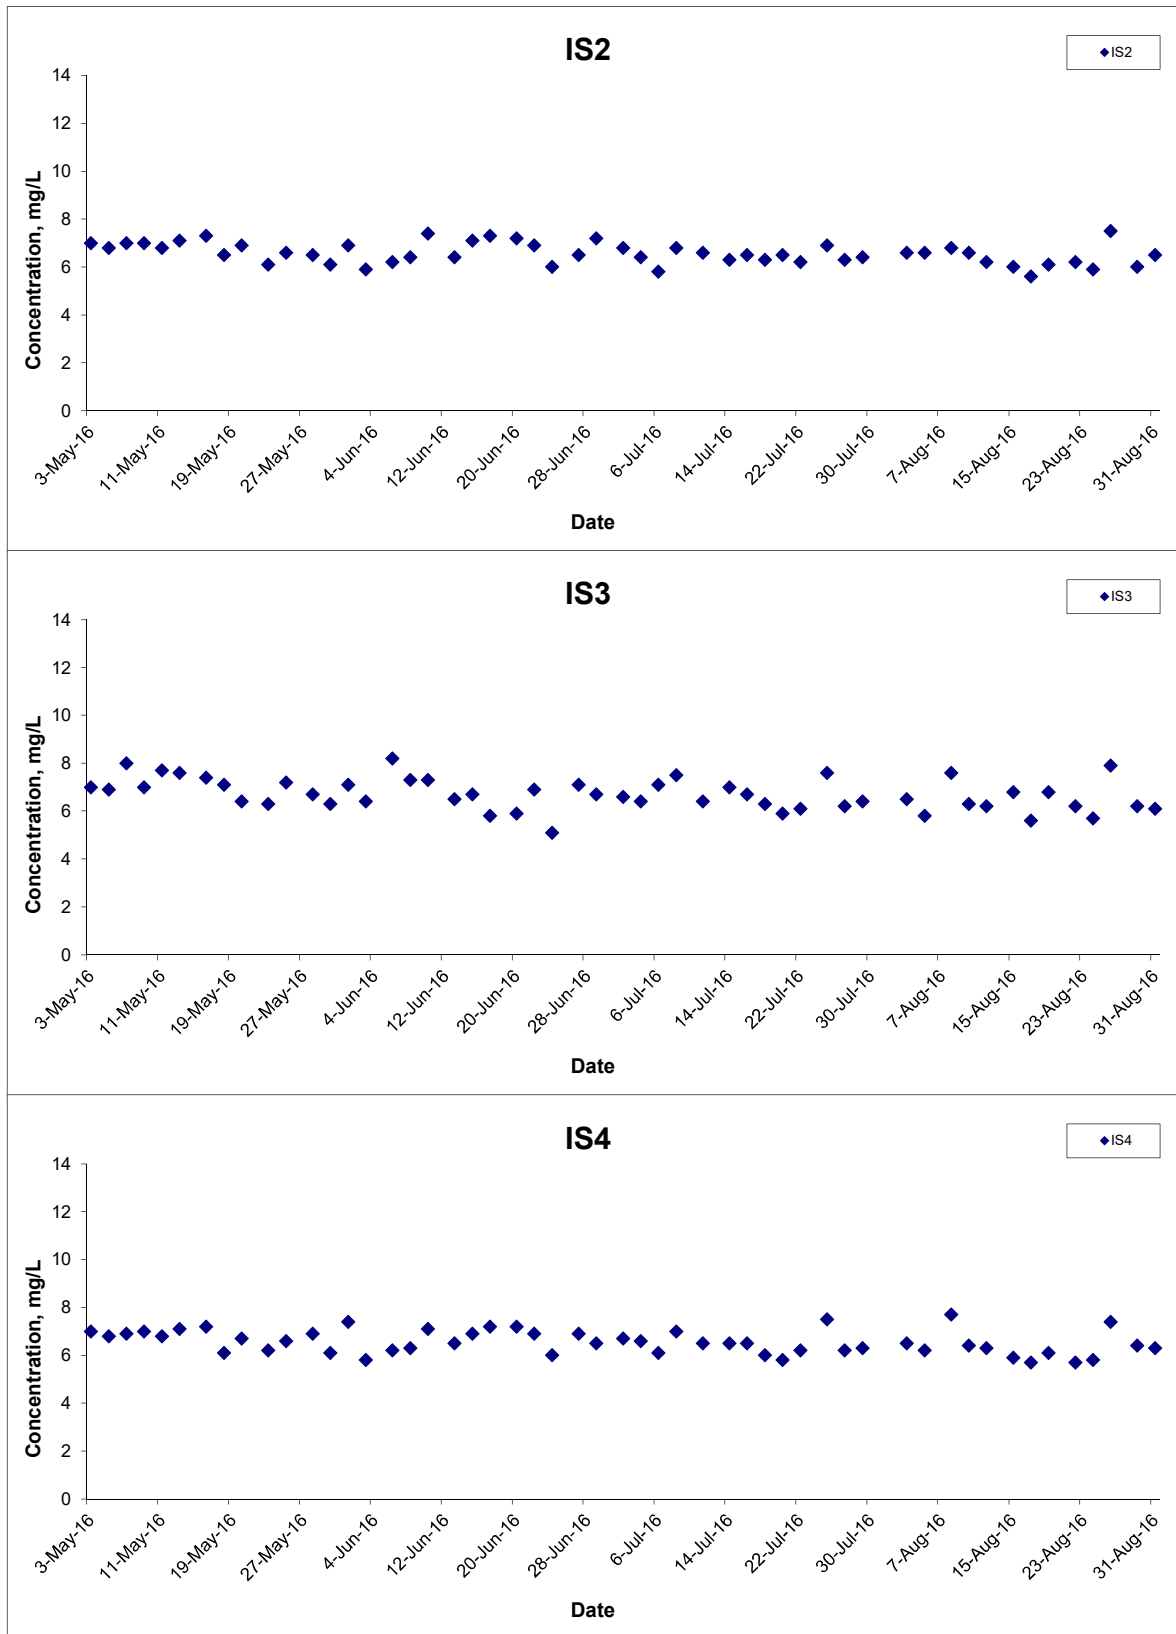 IS2
IS2
Concentration, mg/L
14
12
10
8
6
4
2
0
3-May-16
11-May-16
19-May-16
27-May-16
4-Jun-16
12-Jun-16
20-Jun-16
28-Jun-16
6-Jul-16
14-Jul-16
22-Jul-16
30-Jul-16
7-Aug-16
15-Aug-16
23-Aug-16
31-Aug-16
Date
IS3
IS3
Concentration, mg/L
14
12
10
8
6
4
2
0
3-May-16
11-May-16
19-May-16
27-May-16
4-Jun-16
12-Jun-16
20-Jun-16
28-Jun-16
6-Jul-16
14-Jul-16
22-Jul-16
30-Jul-16
7-Aug-16
15-Aug-16
23-Aug-16
31-Aug-16
Date
IS4
IS4
Concentration, mg/L
14
12
10
8
6
4
2
0
3-May-16
11-May-16
19-May-16
27-May-16
4-Jun-16
12-Jun-16
20-Jun-16
28-Jun-16
6-Jul-16
14-Jul-16
22-Jul-16
30-Jul-16
7-Aug-16
15-Aug-16
23-Aug-16
31-Aug-16
Date